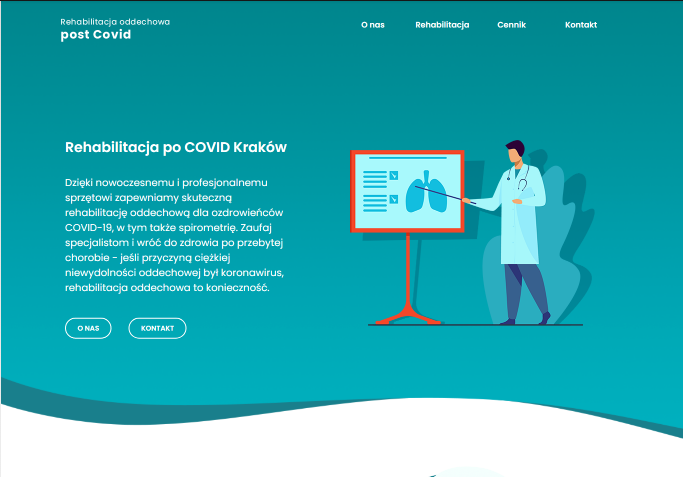 Rehabilitacja oddechowa
post Covid
O nas
Rehabilitacja
Cennik
Kontakt
Rehabilitacja po COVID Kraków
Dzięki nowoczesnemu i profesjonalnemu
sprzętowi zapewniamy skuteczną
rehabilitację oddechową dla ozdrowieńców
COVID-19, w tym także spirometrię. Zaufaj
specjalistom i wróć do zdrowia po przebytej
chorobie - jeśli przyczyną ciężkiej
niewydolności oddechowej był koronawirus,
rehabilitacja oddechowa to konieczność.
O NAS
KONTAKT